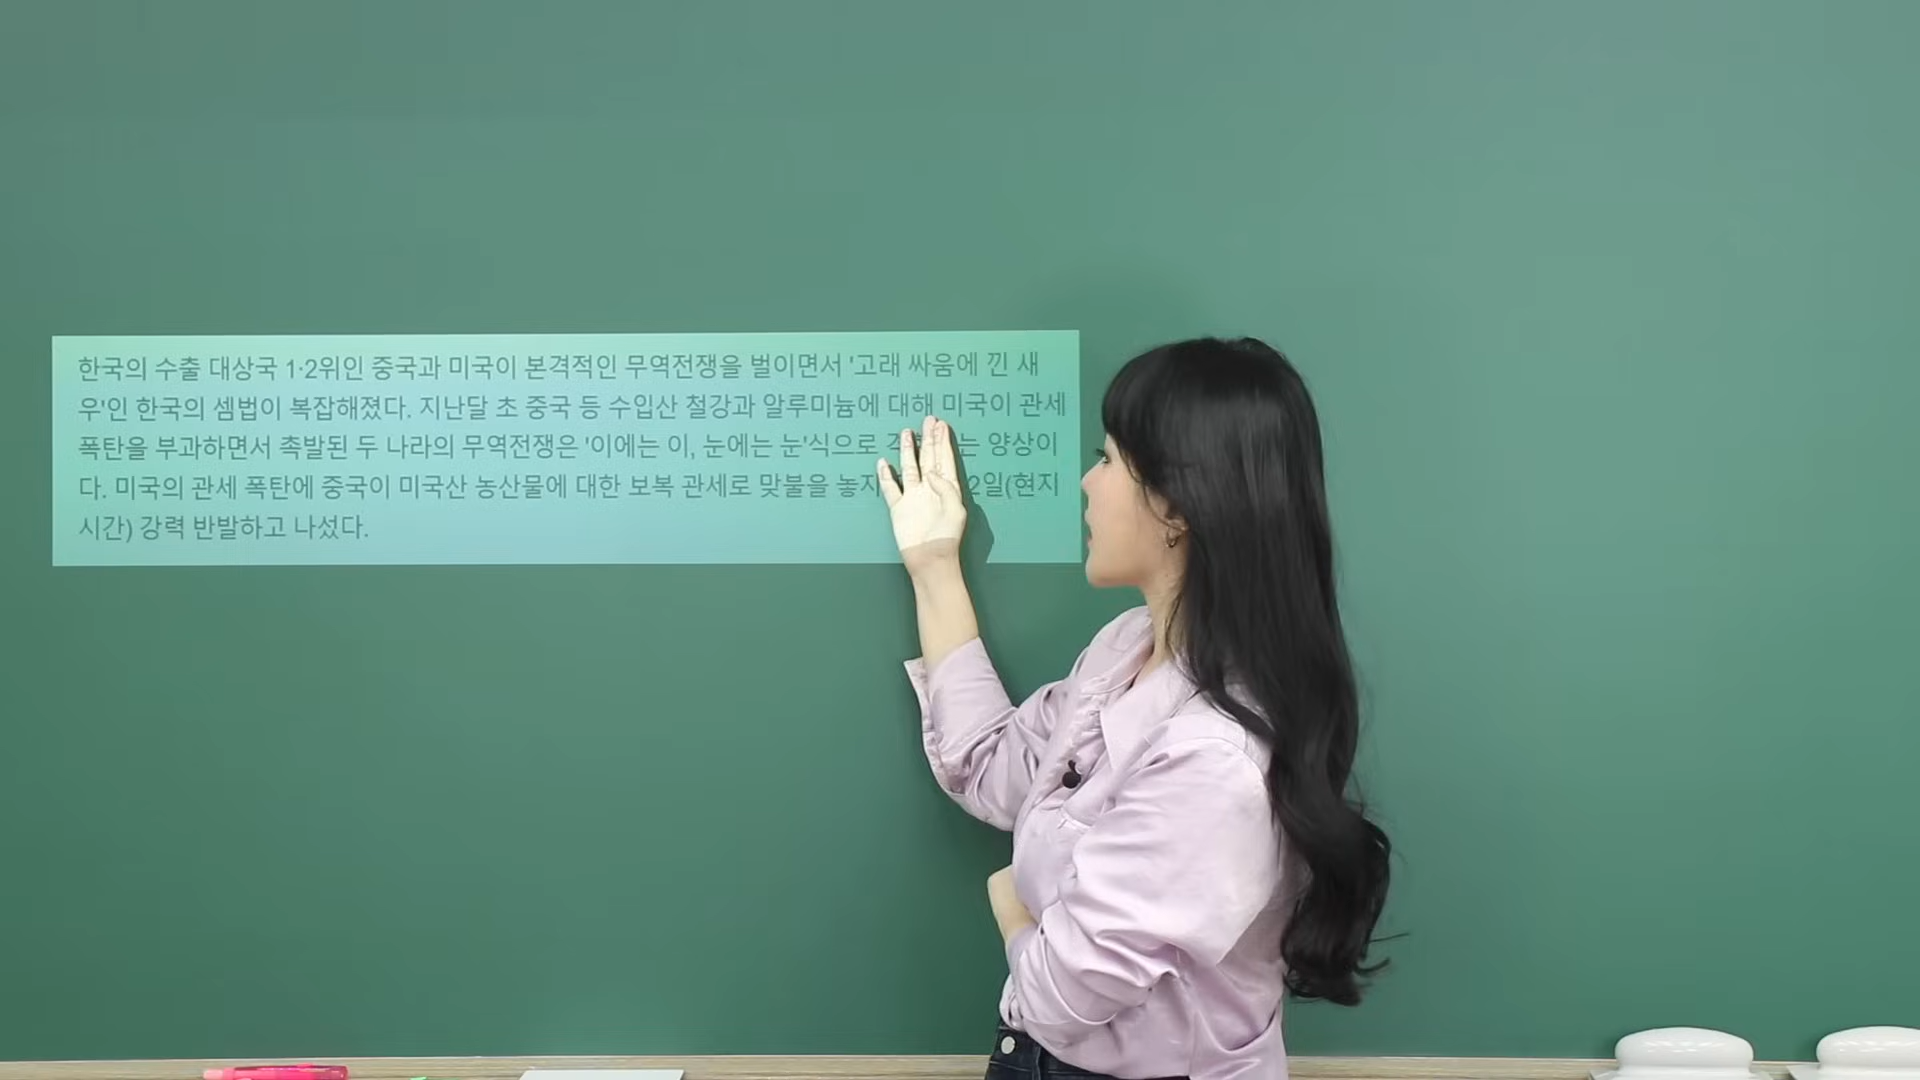 한국의 수출 대상국 1·2위인 중국과 미국이 본격적인 무역전쟁을 벌이면서 '고래 싸움에 낀 새
우'인 한국의 셈법이 복잡해졌다. 지난달 초 중국 등 수입산 철강과 알루미늄에 대해 미국이 관세
폭탄을 부과하면서 촉발된 두 나라의 무역전쟁은 '이에는 이, 눈에는 눈'식으로 양상이
다. 미국의 관세 폭탄에 중국이 미국산 농산물에 대한 보복 관세로 맞불을 2일(현지
시간) 강력 반발하고 나섰다.